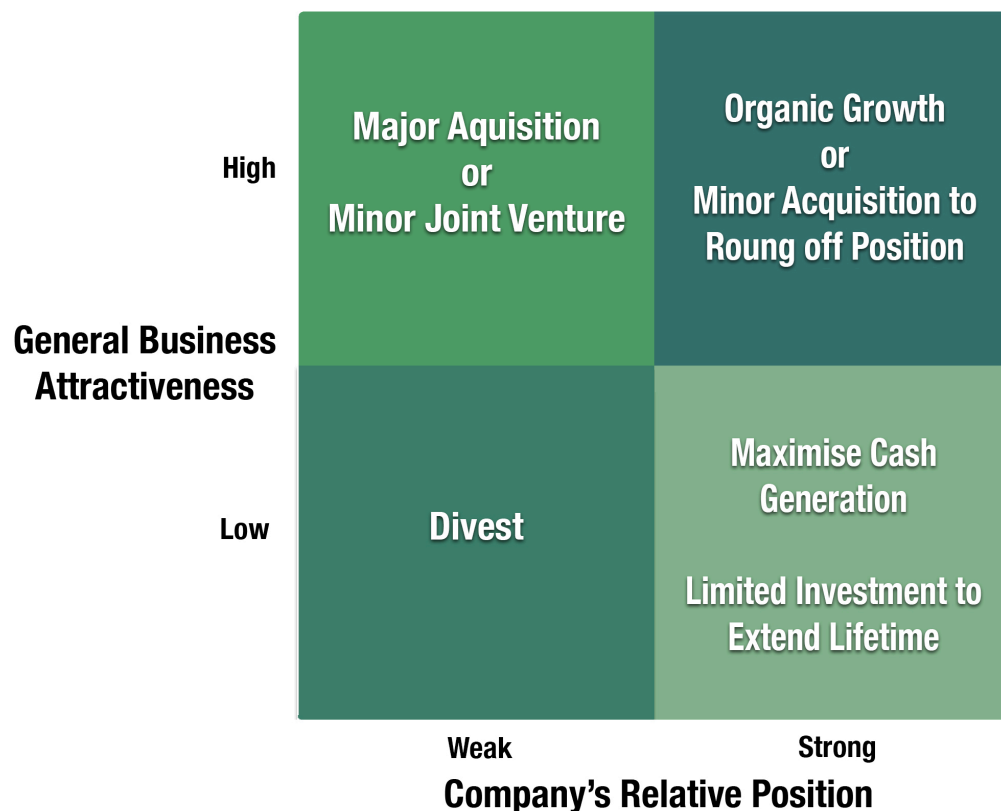 Major Aquisition
or
Minor Joint Venture
Organic Growth
or
Minor Acquisition to
Roung off Position
High
General Business
Attractiveness
Low
Divest
Maximise Cash
Generation
Limited Investment to
Extend Lifetime
Weak
Strong
Company's Relative Position